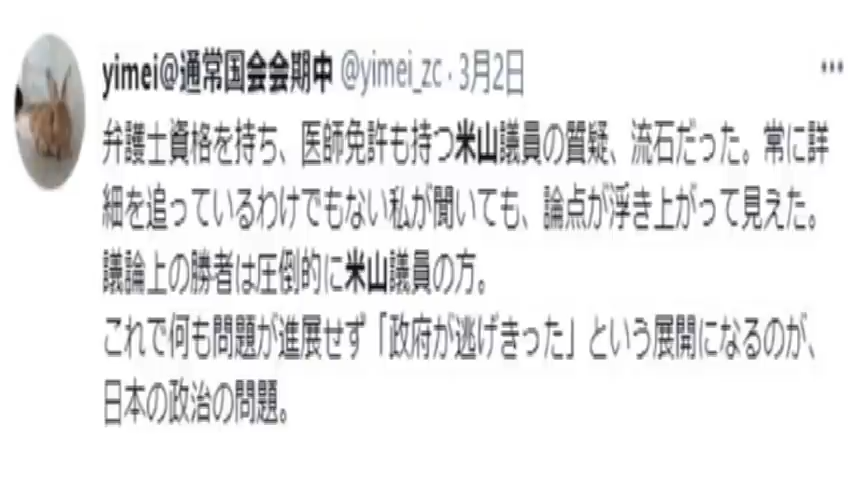 yimei@通常国会会期中 @yimei_zc · 3月2日
弁護士資格を持ち、医師免許も持つ米山議員の質疑、流石だった。常に詳
細を追っているわけでもない私が聞いても、論点が浮き上がって見えた。
議論上の勝者は圧倒的に米山議員の方。
これで何も問題が進展せず「政府が逃げきった」という展開になるのが、
日本の政治の問題。